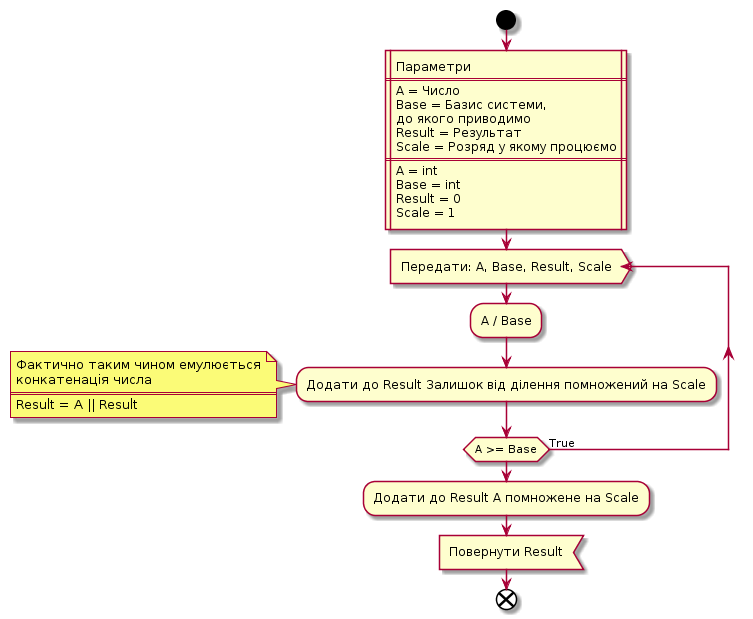 Параметри
A = Число
Base = Базис системи,
до якого приводимо
Result = Результат
Scale = Розряд у якому процюємо
A = int
Base = int
Result = 0
Scale = 1
Передати: A, Base, Result, Scale
A / Base
Фактично таким чином емулюється
конкатенація числа
Result = A || Result
Додати до Result Залишок від ділення помножений на Scale
A >= Base
True
Додати до Result A помножене на Scale
Повернути Result